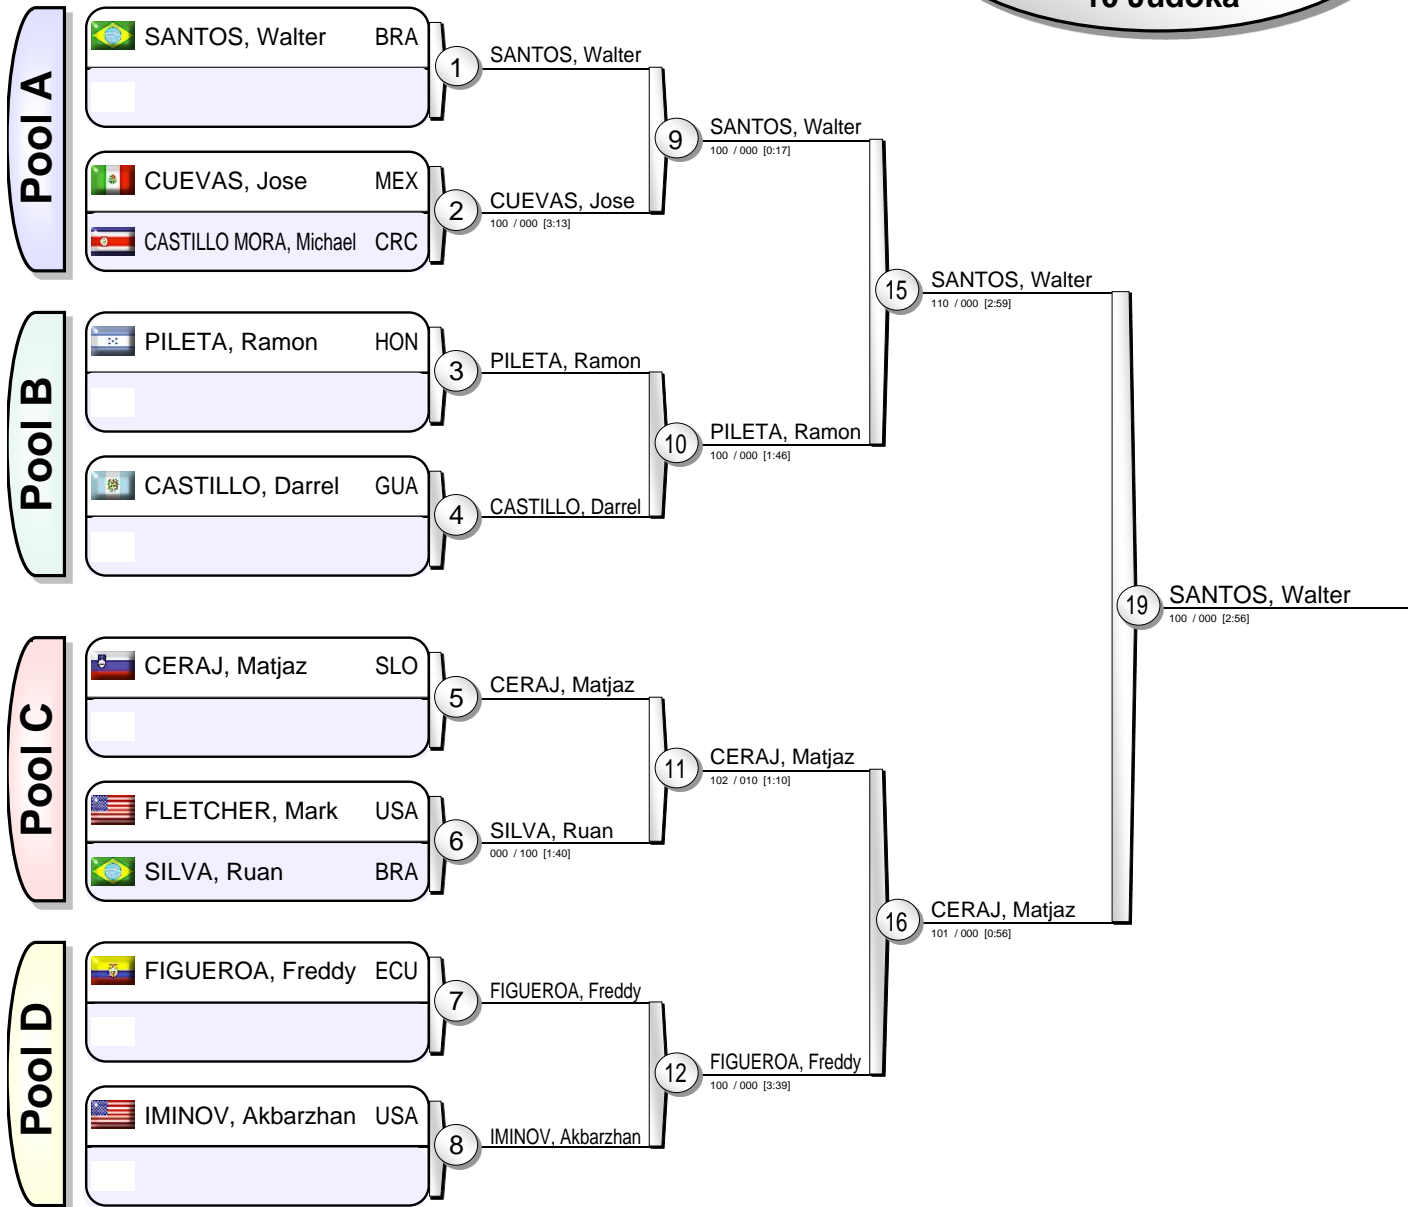 10 Judoka
Pool A
SANTOS, Walter BRA
1
SANTOS, Walter
CUEVAS, Jose MEX
CASTILLO MORA, Michael CRC
2
CUEVAS, Jose
100 / 000 [3:13]
9
SANTOS, Walter
100 / 000 [0:17]
Pool B
PILETA, Ramon HON
3
PILETA, Ramon
CASTILLO, Darrel GUA
4
CASTILLO, Darrel
10
PILETA, Ramon
100 / 000 [1:46]
15
SANTOS, Walter
110 / 000 [2:59]
Pool C
CERAJ, Matjaz SLO
5
CERAJ, Matjaz
FLETCHER, Mark USA
SILVA, Ruan BRA
6
SILVA, Ruan
000 / 100 [1:40]
11
CERAJ, Matjaz
102 / 010 [1:10]
Pool D
FIGUEROA, Freddy ECU
7
FIGUEROA, Freddy
IMINOV, Akbarzhan USA
8
IMINOV, Akbarzhan
12
FIGUEROA, Freddy
100 / 000 [3:39]
16
CERAJ, Matjaz
101 / 000 [0:56]
19
SANTOS, Walter
100 / 000 [2:56]